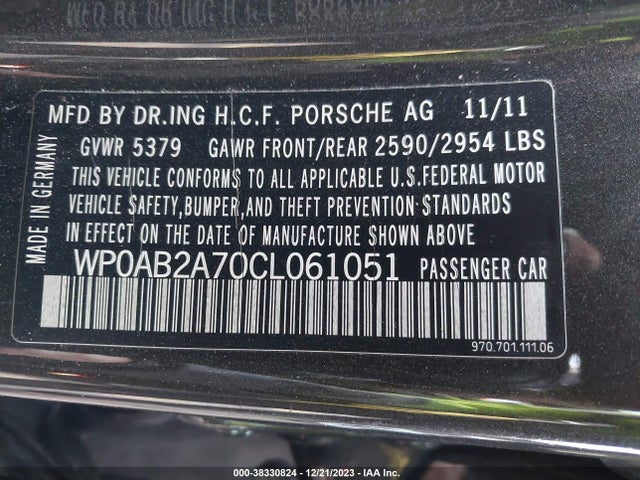 MFD BY DR.ING H.C.F. PORSCHE AG 11/11
GVWR 5379 GAWR FRONT/REAR 2590/2954 LBS
THIS VEHICLE CONFORMS TO ALL APPLICABLE U.S.FEDERAL MOTOR
VEHICLE SAFETY,BUMPER,AND THEFT PREVENTION STANDARDS
IN EFFECT ON THE DATE OF MANUFACTURE SHOWN ABOVE
WP0AB2A70CL061051 PASSENGER CAR
MADE IN GERMANY
970.701.111.06
000-38330824 | 12/21/2023 | IAA Inc.